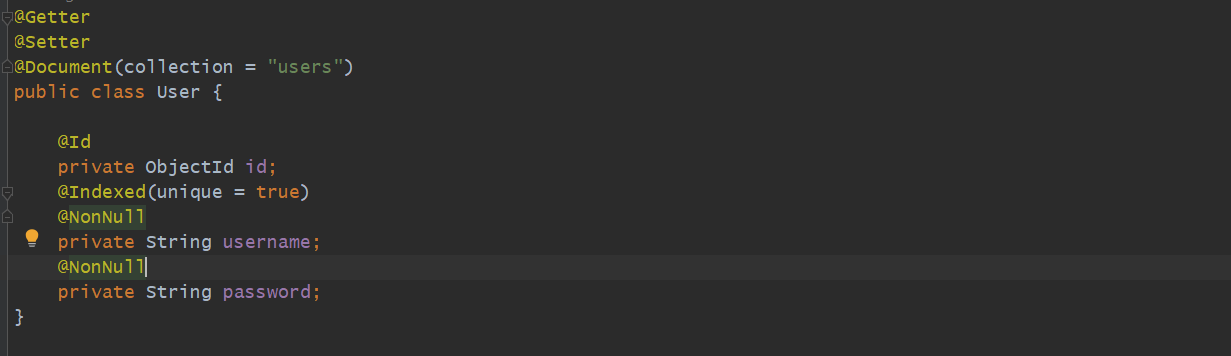 @Getter
@Setter
@Document(collection = "users")
public class User {
@Id
private ObjectId id;
@Indexed(unique = true)
@NonNull
private String username;
@NonNull
private String password;
}